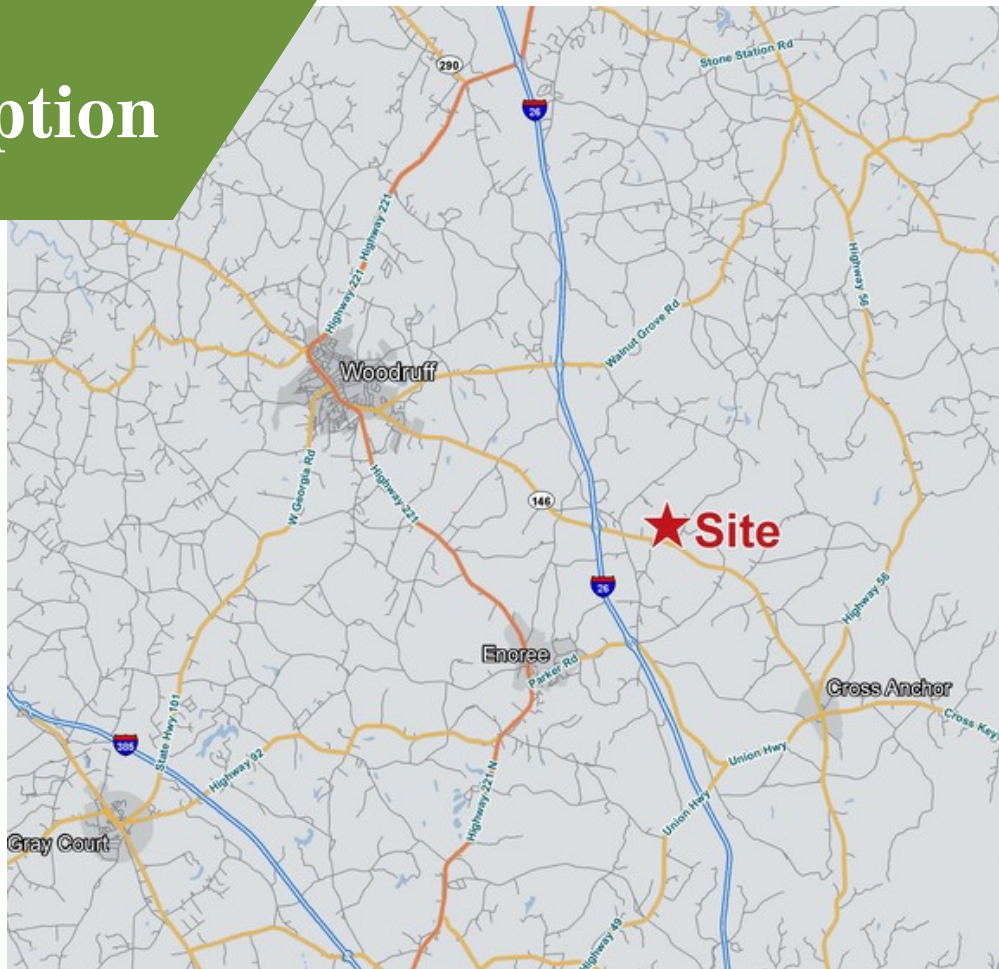 ption
290
Stone Station Rd
26
Highway 221
Highway 221
Highway 56
Walnut Grove Rd
Woodruff
W Georgia Rd
Highway 221
146
Site
26
Highway 56
Enoree
Parker Rd
Cross Anchor
Cross Key
State Hwy 101
385
Highway 92
Union Hwy
Highway 221 N
Union Hwy
Gray Court
Highway 49